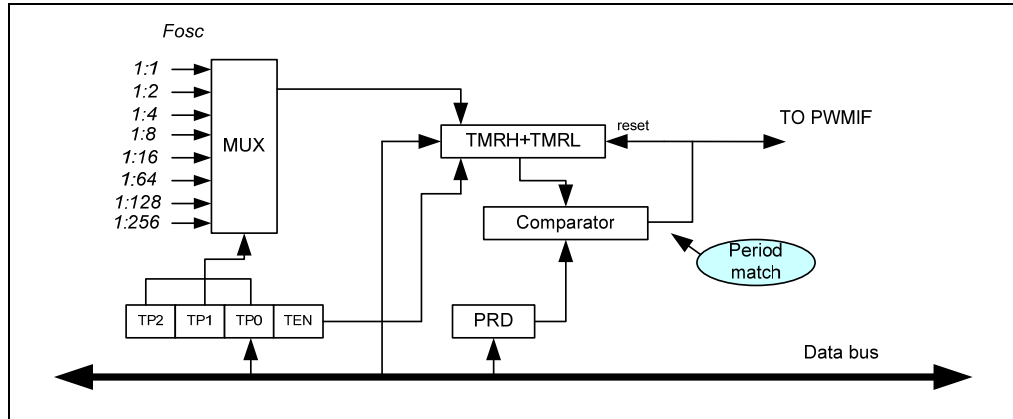 Fosc
1:1
1:2
1:4
1:8
1:16
1:64
1:128
1:256
MUX
TMRH+TMRL
reset
TO PWMIF
Comparator
Period
match
TP2 TP1 TP0 TEN
PRD
Data bus